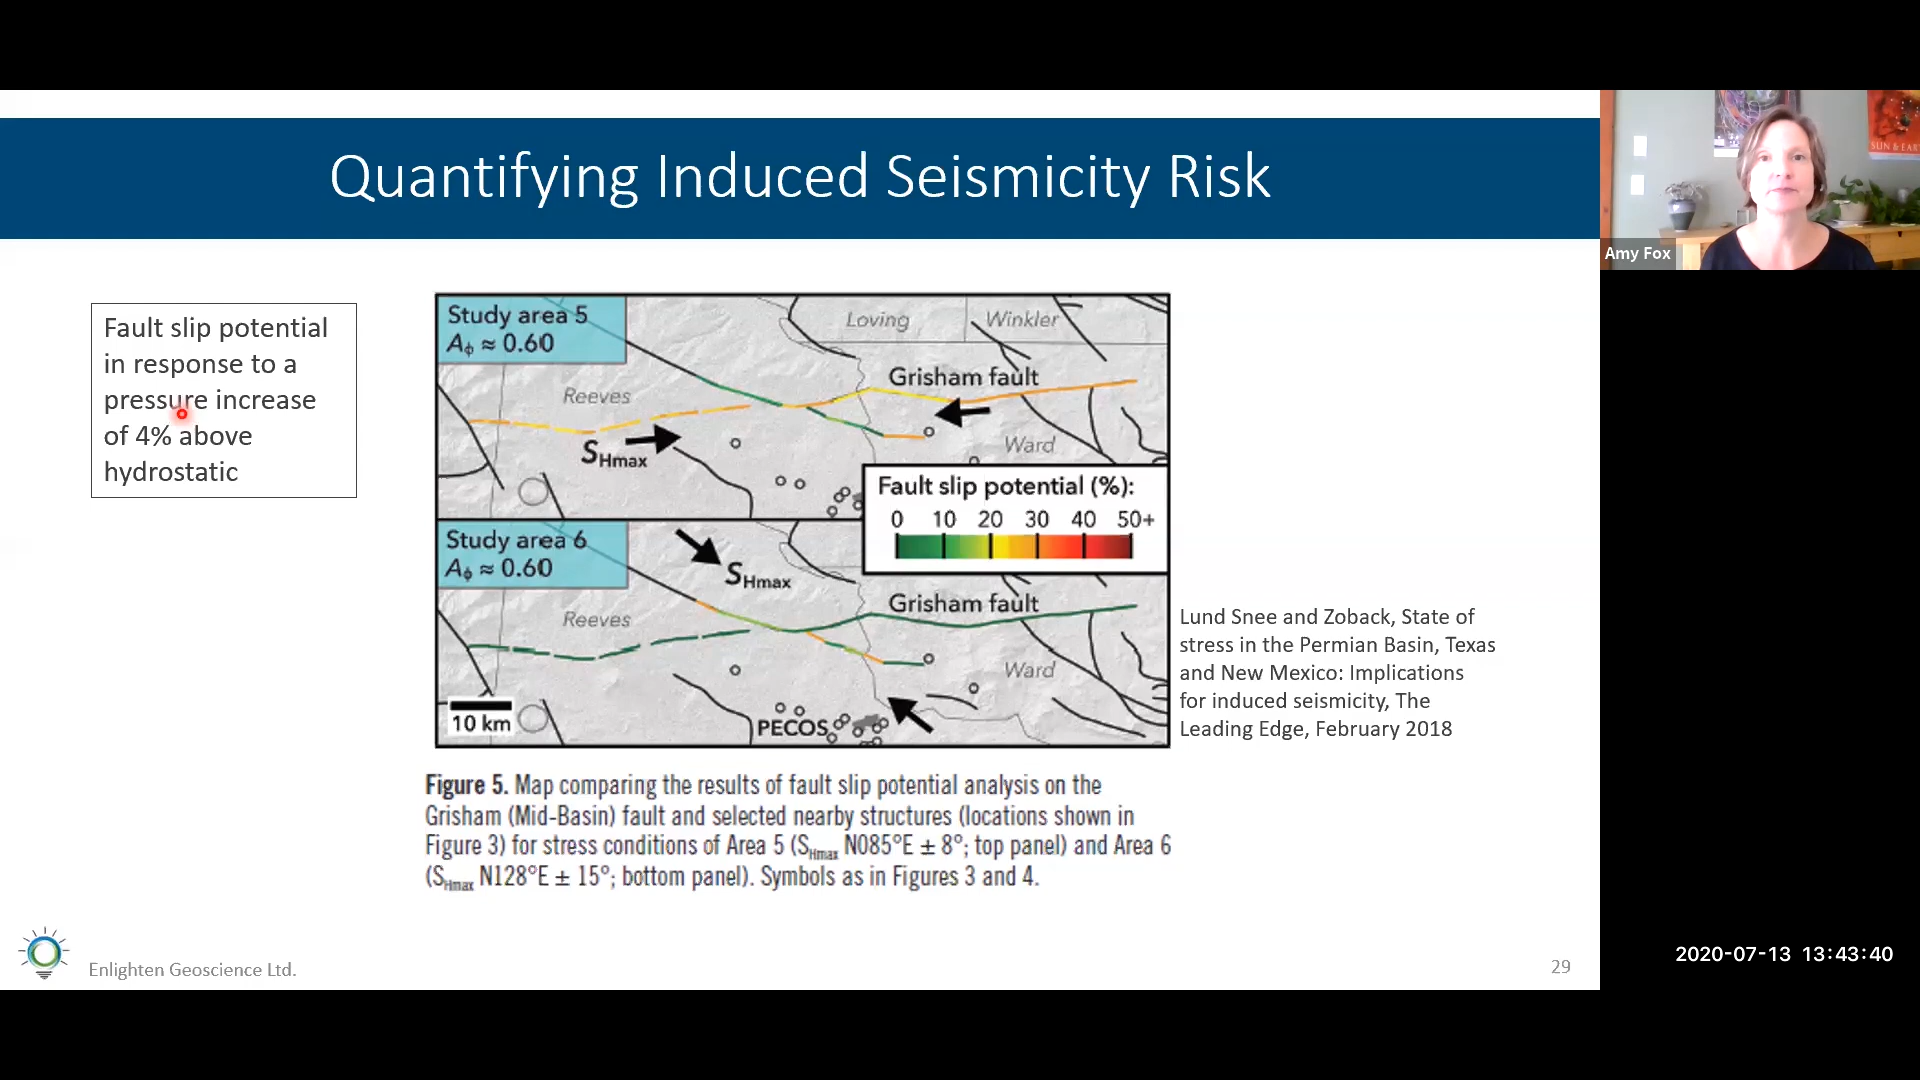 Quantifying Induced Seismicity Risk
SUN & EAR
Amy Fox
Fault slip potential
in response to a
pressure increase
of 4% above
hydrostatic
Study area 5
Aϕ ≈ 0.60
Loving
Winkler
Grisham fault
Reeves
SHmax
Ward
Fault slip potential (%):
0 10 20 30 40 50+
Study area 6
Aϕ ≈ 0.60
SHmax
Grisham fault
Reeves
Ward
10 km
PECOS
Lund Snee and Zoback, State of
stress in the Permian Basin, Texas
and New Mexico: Implications
for induced seismicity, The
Leading Edge, February 2018
Figure 5. Map comparing the results of fault slip potential analysis on the
Grisham (Mid-Basin) fault and selected nearby structures (locations shown in
Figure 3) for stress conditions of Area 5 (SHmax N085°E ± 8°; top panel) and Area 6
(SHmax N128°E ± 15°; bottom panel). Symbols as in Figures 3 and 4.
Enlighten Geoscience Ltd.
29
2020-07-13 13:43:40